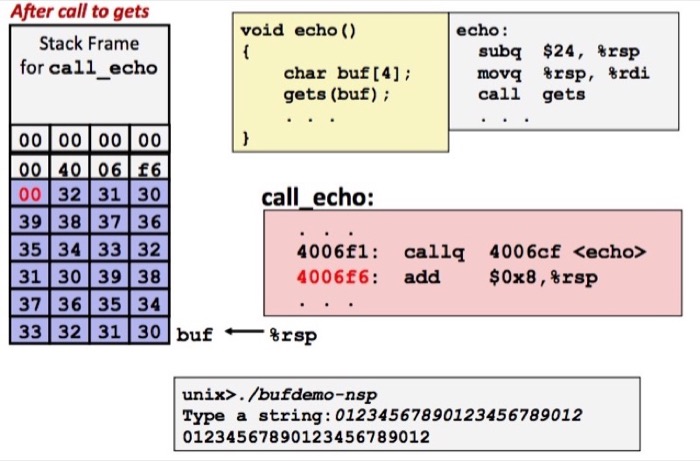 After call to gets
Stack Frame
for call_echo
00 00 00 00
00 40 06 f6
00 32 31 30
39 38 37 36
35 34 33 32
31 30 39 38
37 36 35 34
33 32 31 30 buf
%rsp
void echo()
{
char buf[4];
gets(buf);
. . .
}
echo:
subq $24, %rsp
movq %rsp, %rdi
call gets
. . .
call_echo:
. . .
4006f1: callq 4006cf <echo>
4006f6: add $0x8,%rsp
. . .
unix>./bufdemo-nsp
Type a string:01234567890123456789012
01234567890123456789012